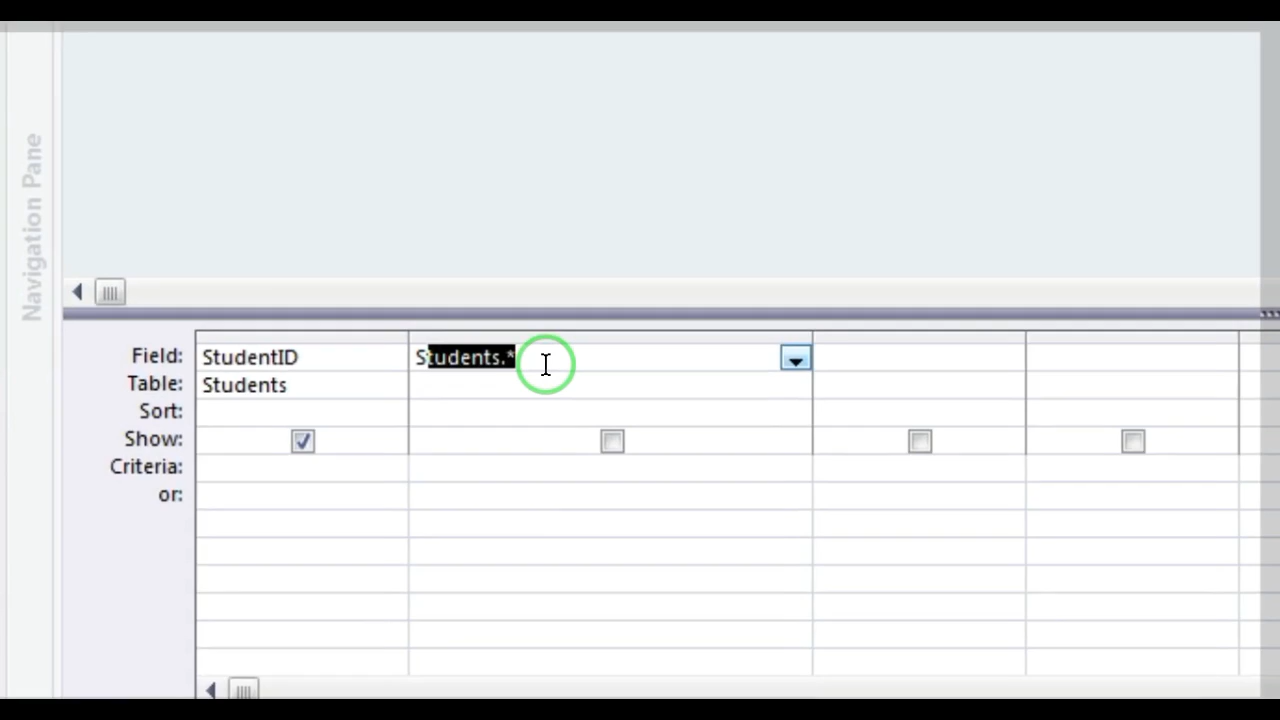 Navigation Pane
Field: StudentID Students.*
Table: Students
Sort:
Show:
Criteria:
or: